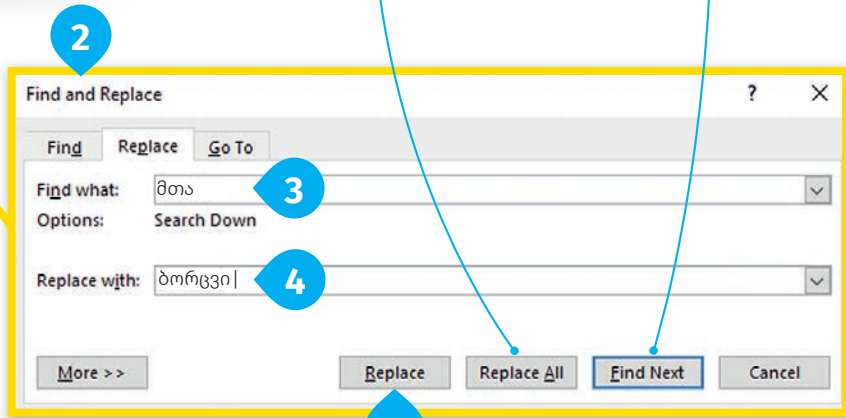 2
Find and Replace ? ×
Find Replace Go To
Find what: მთა 3
Options: Search Down
Replace with: ბორცვი 4
More >> Replace Replace All Find Next Cancel